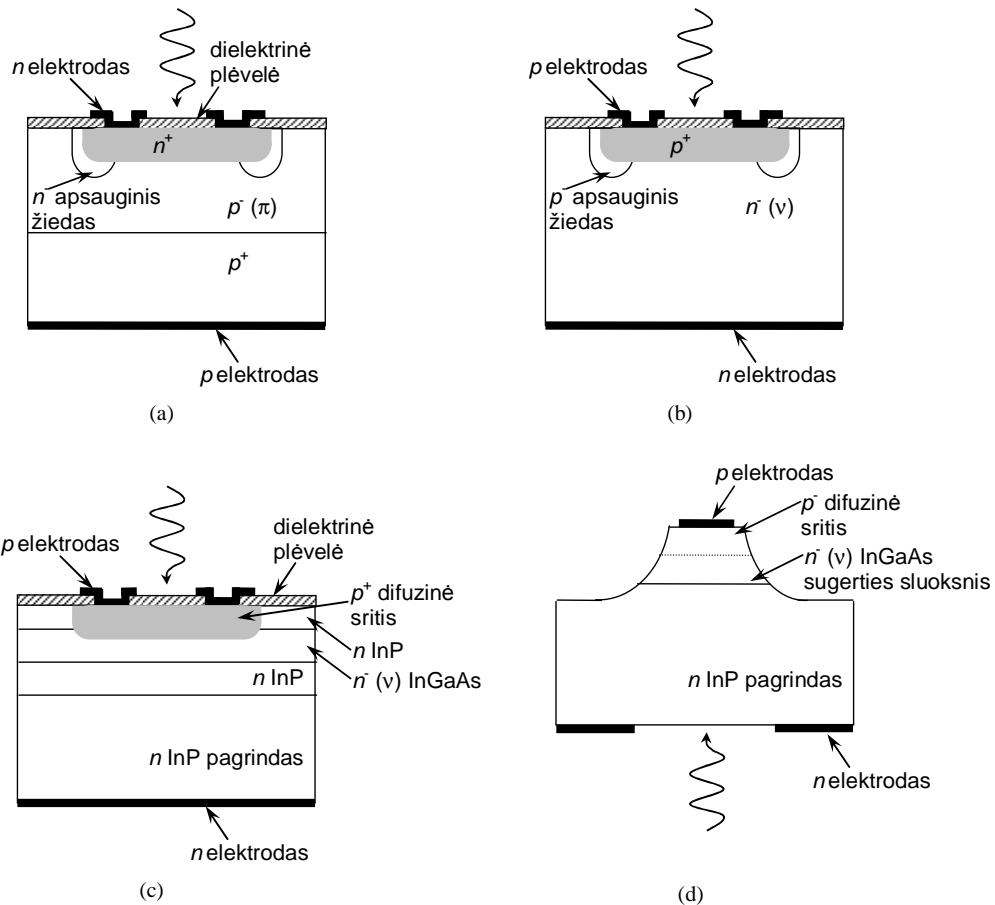 dielektrinė
plėvelė
n elektrodas
n⁺
n⁻ apsauginis
žiedas
p⁻ (π)
p⁺
p elektrodas
(a)
p elektrodas
p⁺
p⁻ apsauginis
žiedas
n⁻ (ν)
n elektrodas
(b)
dielektrinė
plėvelė
p elektrodas
p⁺ difuzinė
sritis
n InP
n⁻ (ν) InGaAs
n InP
n InP pagrindas
n elektrodas
(c)
p elektrodas
p⁻ difuzinė
sritis
n⁻ (ν) InGaAs
sugerties sluoksnis
n InP pagrindas
n elektrodas
(d)